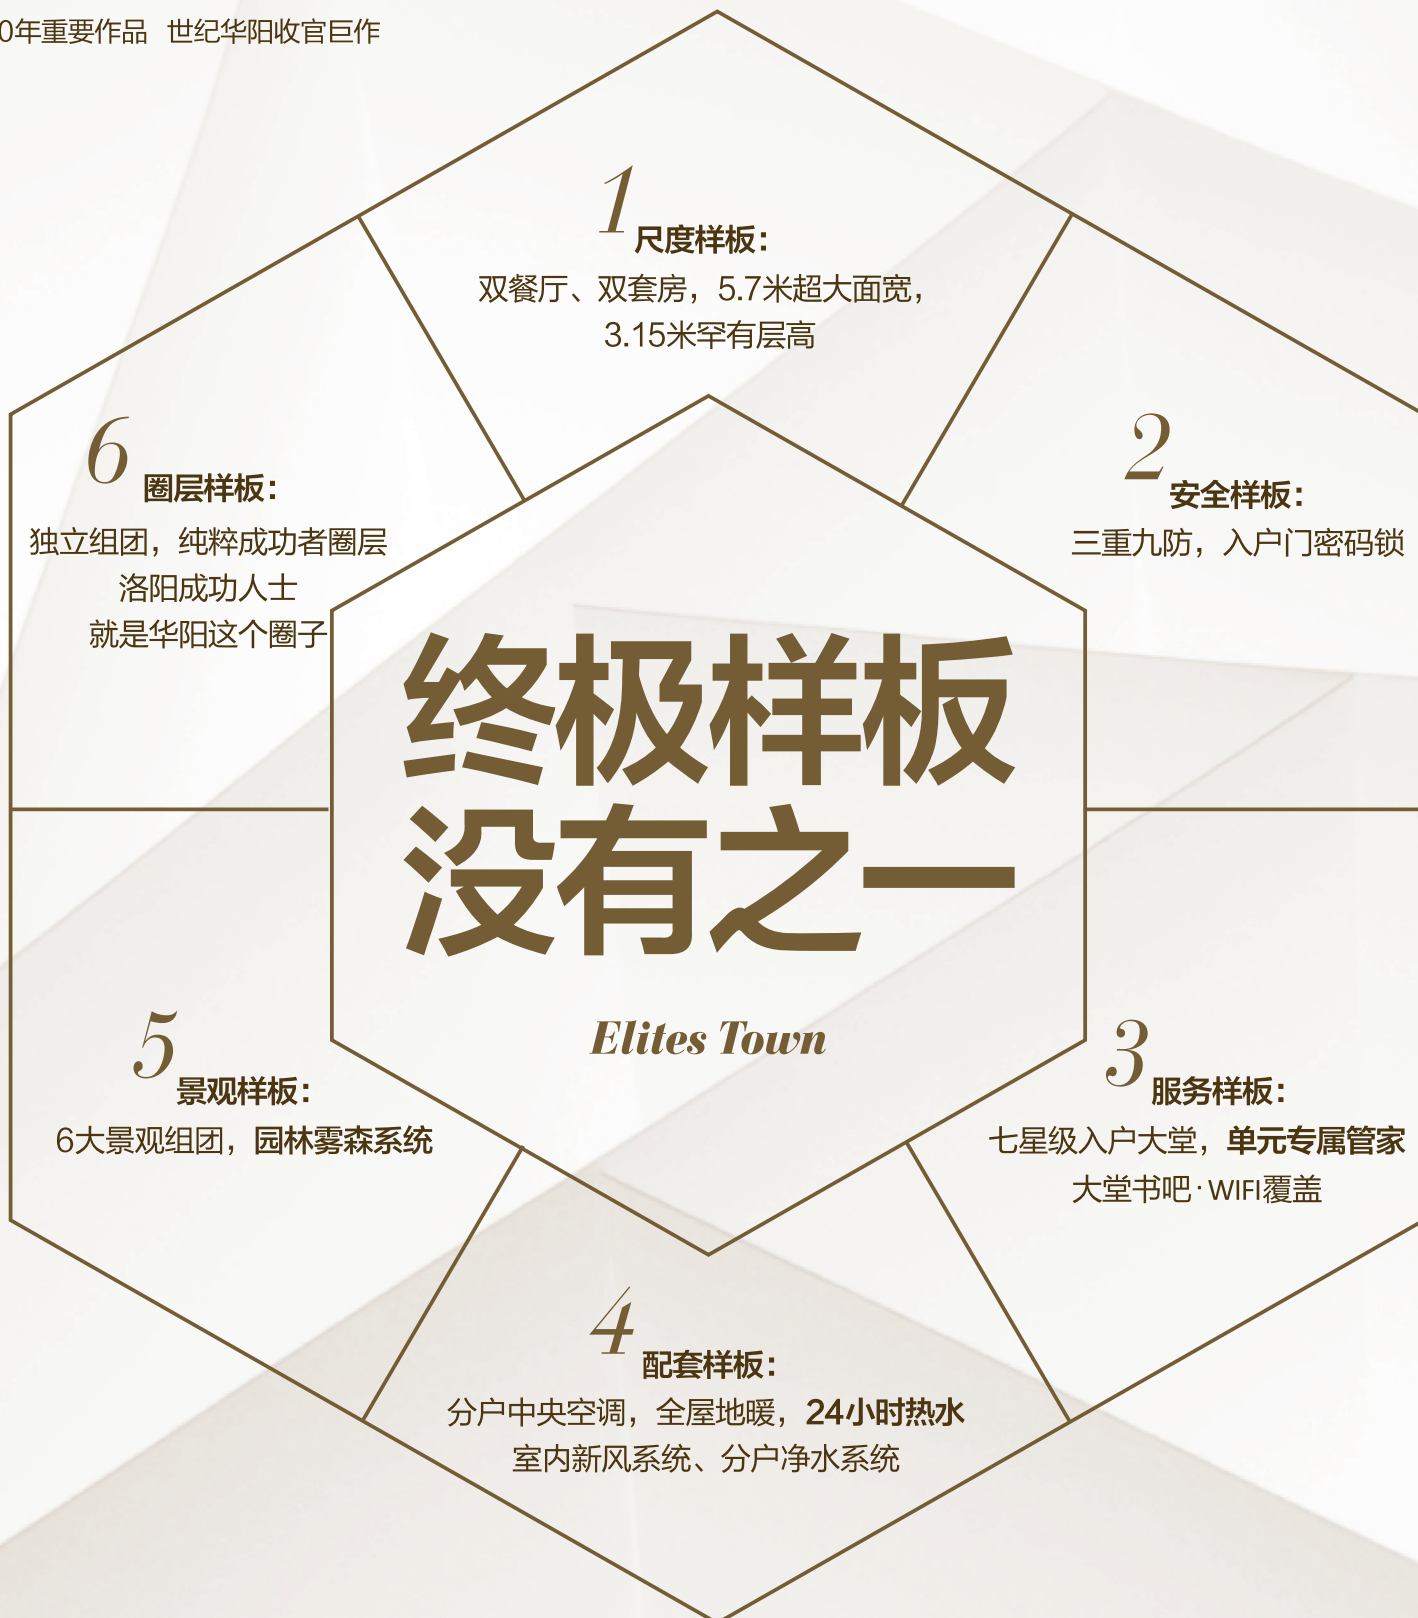 0年重要作品 世纪华阳收官巨作
1
尺度样板：
双餐厅、双套房，5.7米超大面宽，
3.15米罕有层高
2
安全样板：
三重九防，入户门密码锁
6
圈层样板：
独立组团，纯粹成功者圈层
洛阳成功人士
就是华阳这个圈子
终极样板
没有之一
Elites Town
3
服务样板：
七星级入户大堂，单元专属管家
大堂书吧·WIFI覆盖
5
景观样板：
6大景观组团，园林雾森系统
4
配套样板：
分户中央空调，全屋地暖，24小时热水
室内新风系统、分户净水系统